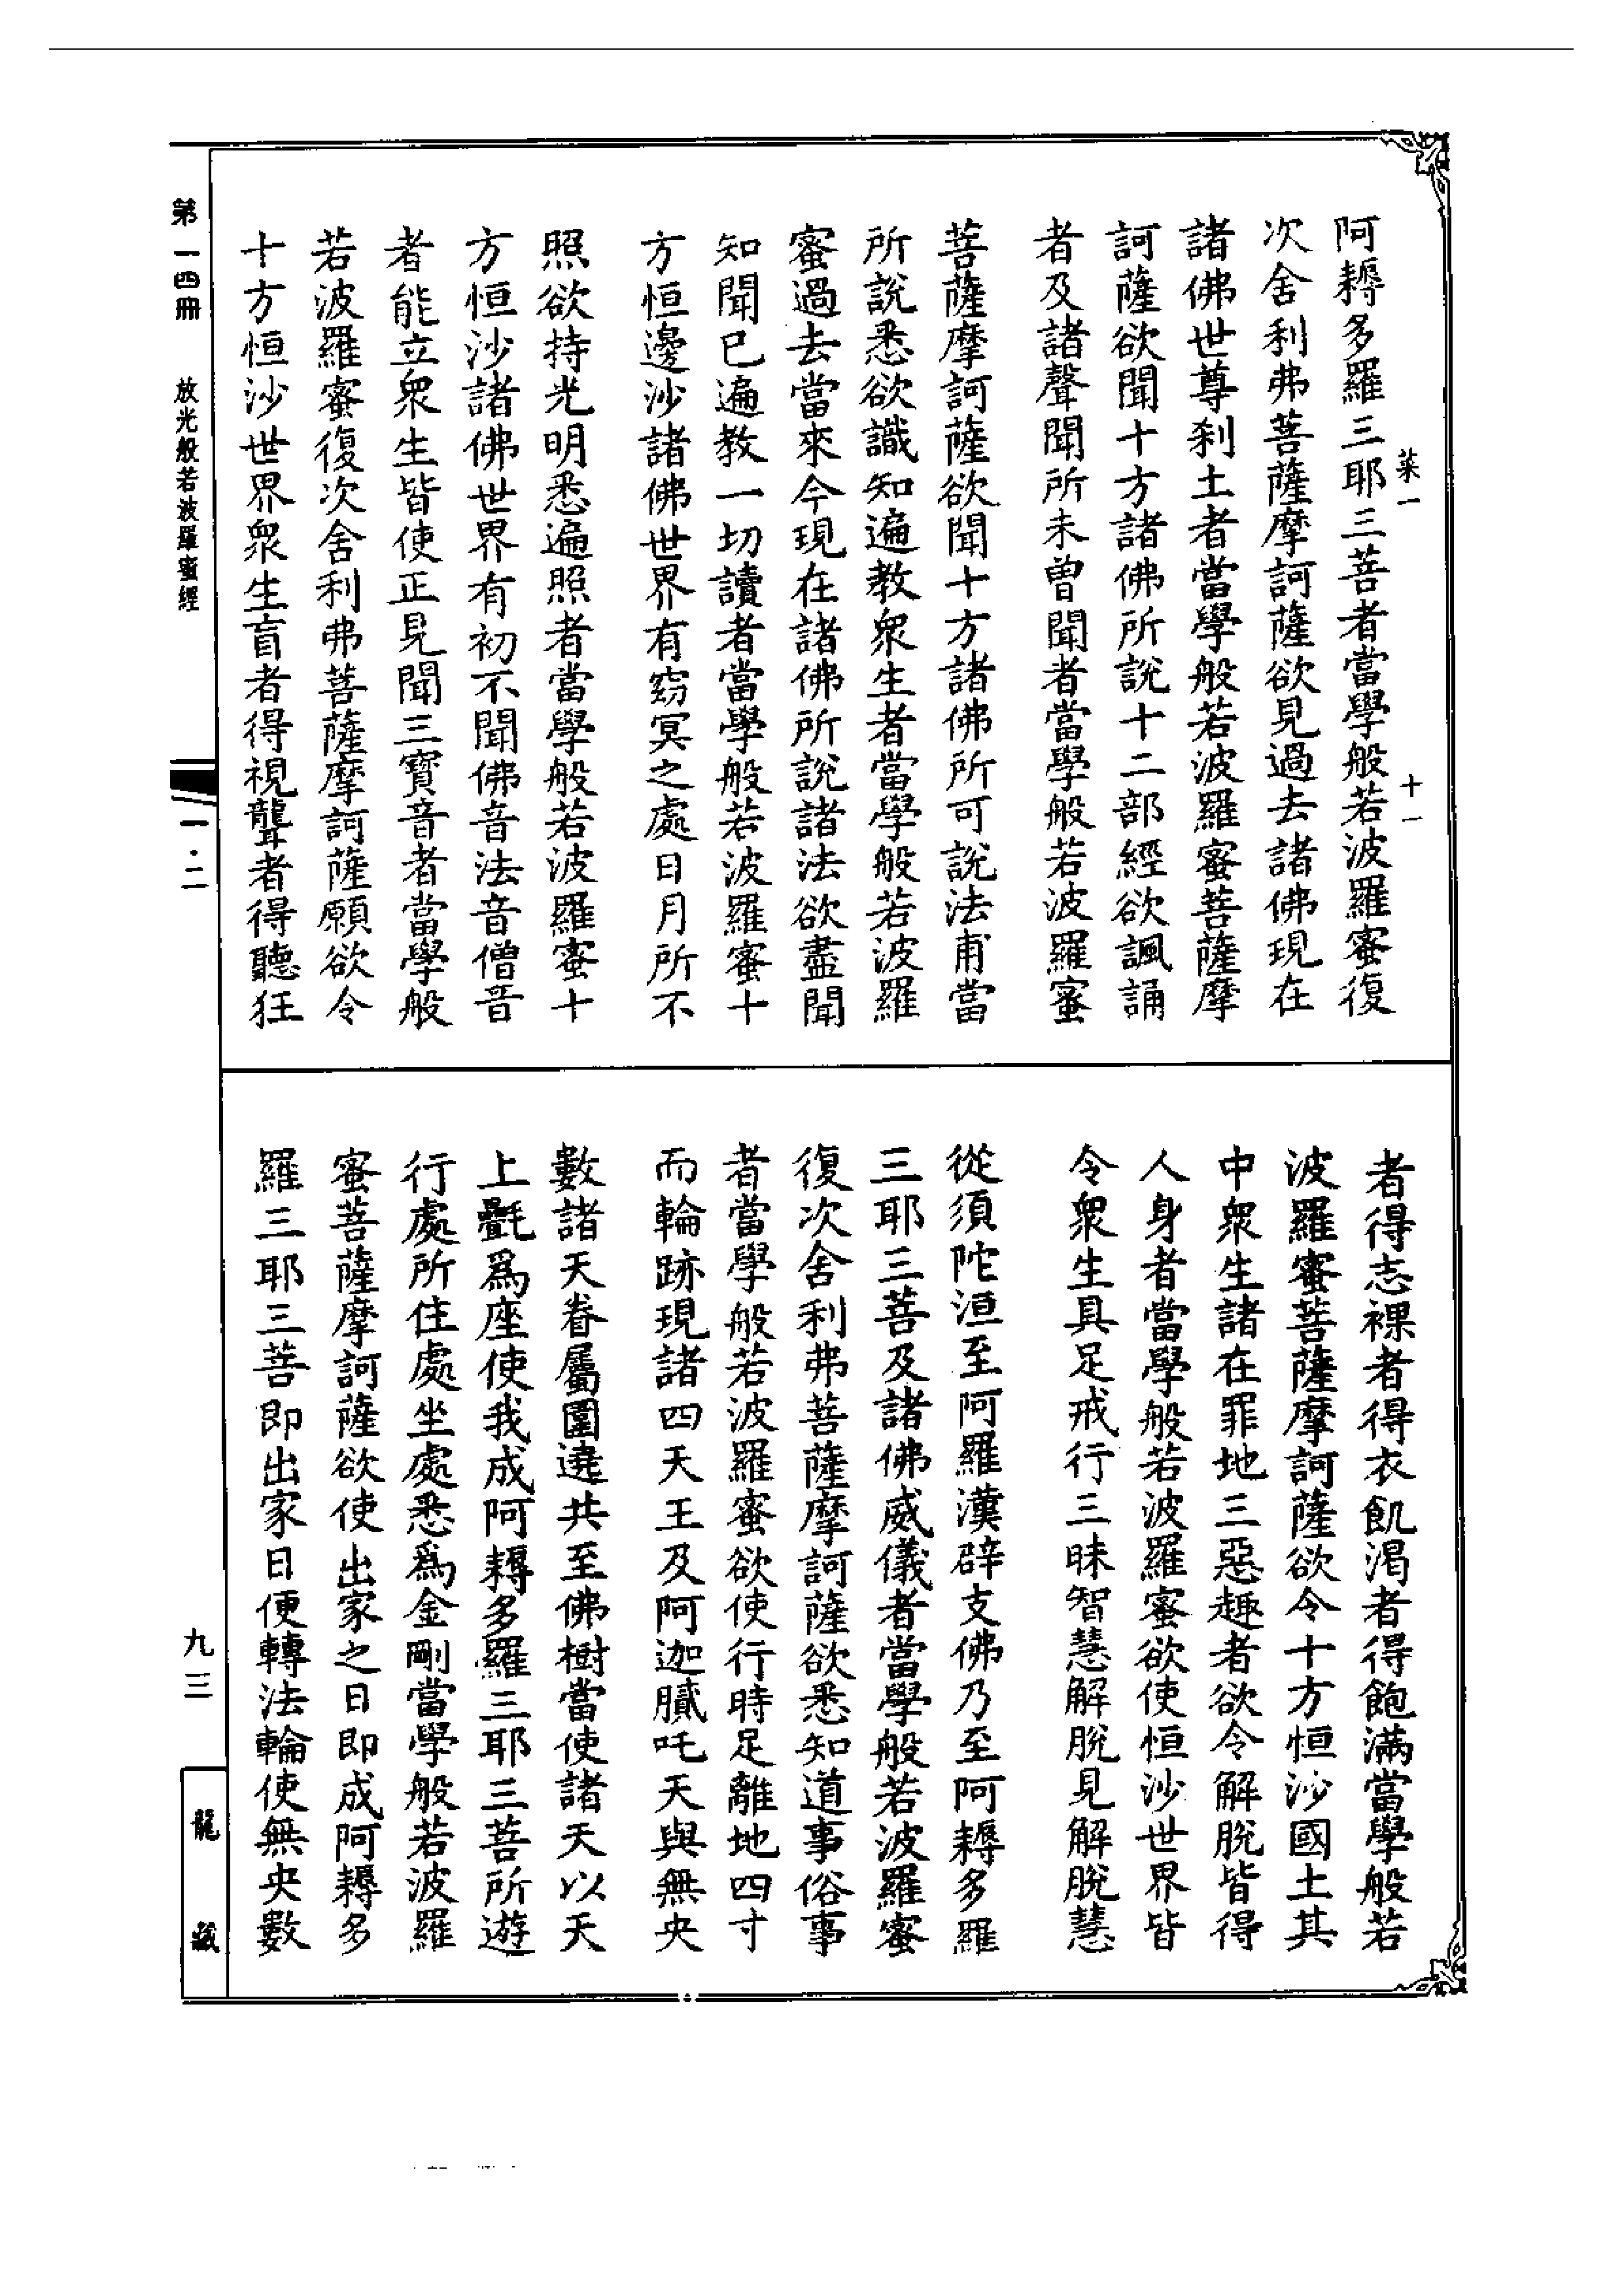 阿耨多羅三耶三菩者當學般若波羅蜜復
次舍利弗菩薩摩訶薩欲見過去諸佛現在
諸佛世尊刹土者當學般若波羅蜜菩薩摩
訶薩欲聞十方諸佛所說十二部經欲諷誦
者及諸聲聞所未曾聞者當學般若波羅蜜
菩薩摩訶薩欲聞十方諸佛所可說法甫當
所說悉欲識知遍教衆生者當學般若波羅
蜜過去當來今現在諸佛所說諸法欲盡聞
知聞已遍教一切讀者當學般若波羅蜜十
方恒邊沙諸佛世界有窈冥之處日月所不
照欲持光明悉遍照者當學般若波羅蜜十
方恒沙諸佛世界有初不聞佛音法音僧音
者能立衆生皆使正見聞三寶音者當學般
若波羅蜜復次舍利弗菩薩摩訶薩願欲令
十方恒沙世界衆生盲者得視聾者得聽狂
者得志裸者得衣飢渴者得飽滿當學般若
波羅蜜菩薩摩訶薩欲令十方恒沙國土其
中衆生諸在罪地三惡趣者欲令解脫皆得
人身者當學般若波羅蜜欲使恒沙世界皆
令衆生具足戒行三昧智慧解脫見解脫慧
從須陀洹至阿羅漢辟支佛乃至阿耨多羅
三耶三菩及諸佛威儀者當學般若波羅蜜
復次舍利弗菩薩摩訶薩欲悉知道事俗事
者當學般若波羅蜜欲使行時足離地四寸
而輪跡現諸四天王及阿迦膩吒天與無央
數諸天眷屬圍遶共至佛樹當使諸天以天
上氎爲座使我成阿耨多羅三耶三菩所遊
行處所住處坐處悉爲金剛當學般若波羅
蜜菩薩摩訶薩欲使出家之日即成阿耨多
羅三耶三菩即出家日便轉法輪使無央數
菜一 十一
第一四冊 放光般若波羅蜜經
一·二
九三
龍藏